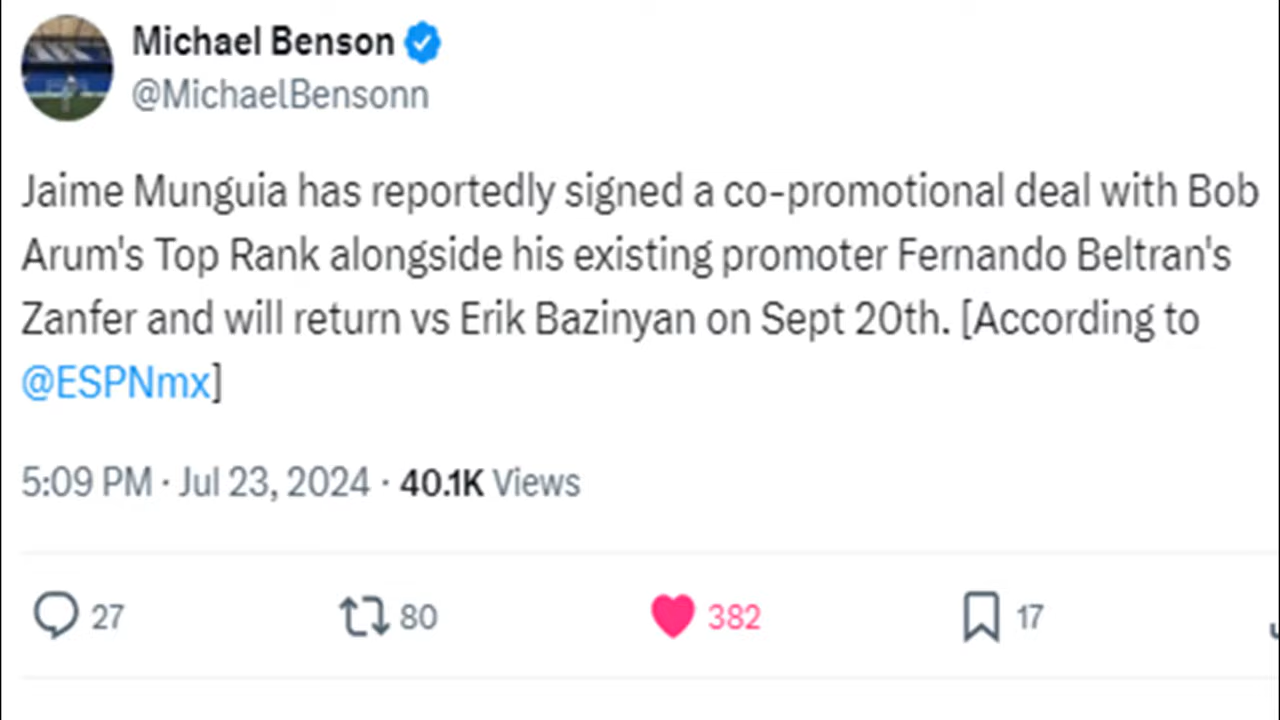 Michael Benson
@MichaelBensonn
Jaime Munguia has reportedly signed a co-promotional deal with Bob
Arum's Top Rank alongside his existing promoter Fernando Beltran's
Zanfer and will return vs Erik Bazinyan on Sept 20th. [According to
@ESPNmx]
5:09 PM · Jul 23, 2024 · 40.1K Views
27 80 382 17